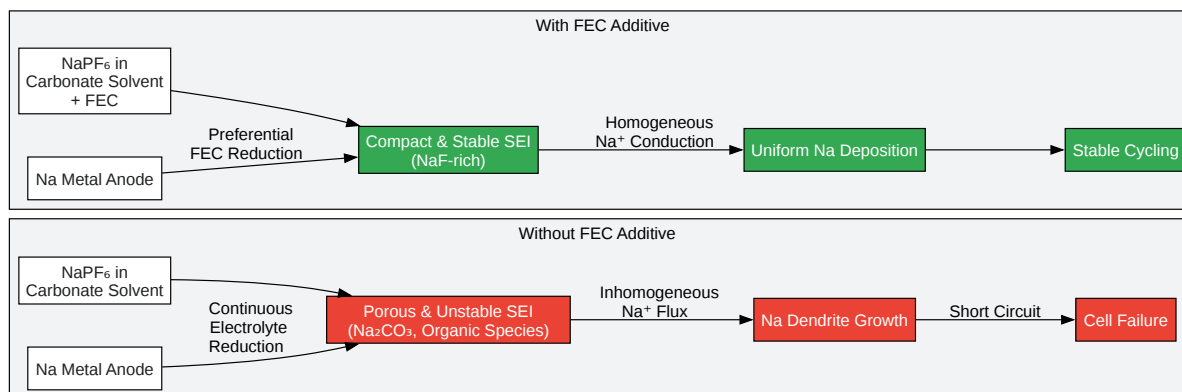 With FEC Additive
NaPF₆ in
Carbonate Solvent
+ FEC
Na Metal Anode
Preferential
FEC Reduction
Compact & Stable SEI
(NaF-rich)
Homogeneous
Na⁺ Conduction
Uniform Na Deposition
Stable Cycling
Without FEC Additive
NaPF₆ in
Carbonate Solvent
Na Metal Anode
Continuous
Electrolyte
Reduction
Porous & Unstable SEI
(Na₂CO₃, Organic Species)
Inhomogeneous
Na⁺ Flux
Na Dendrite Growth
Short Circuit
Cell Failure